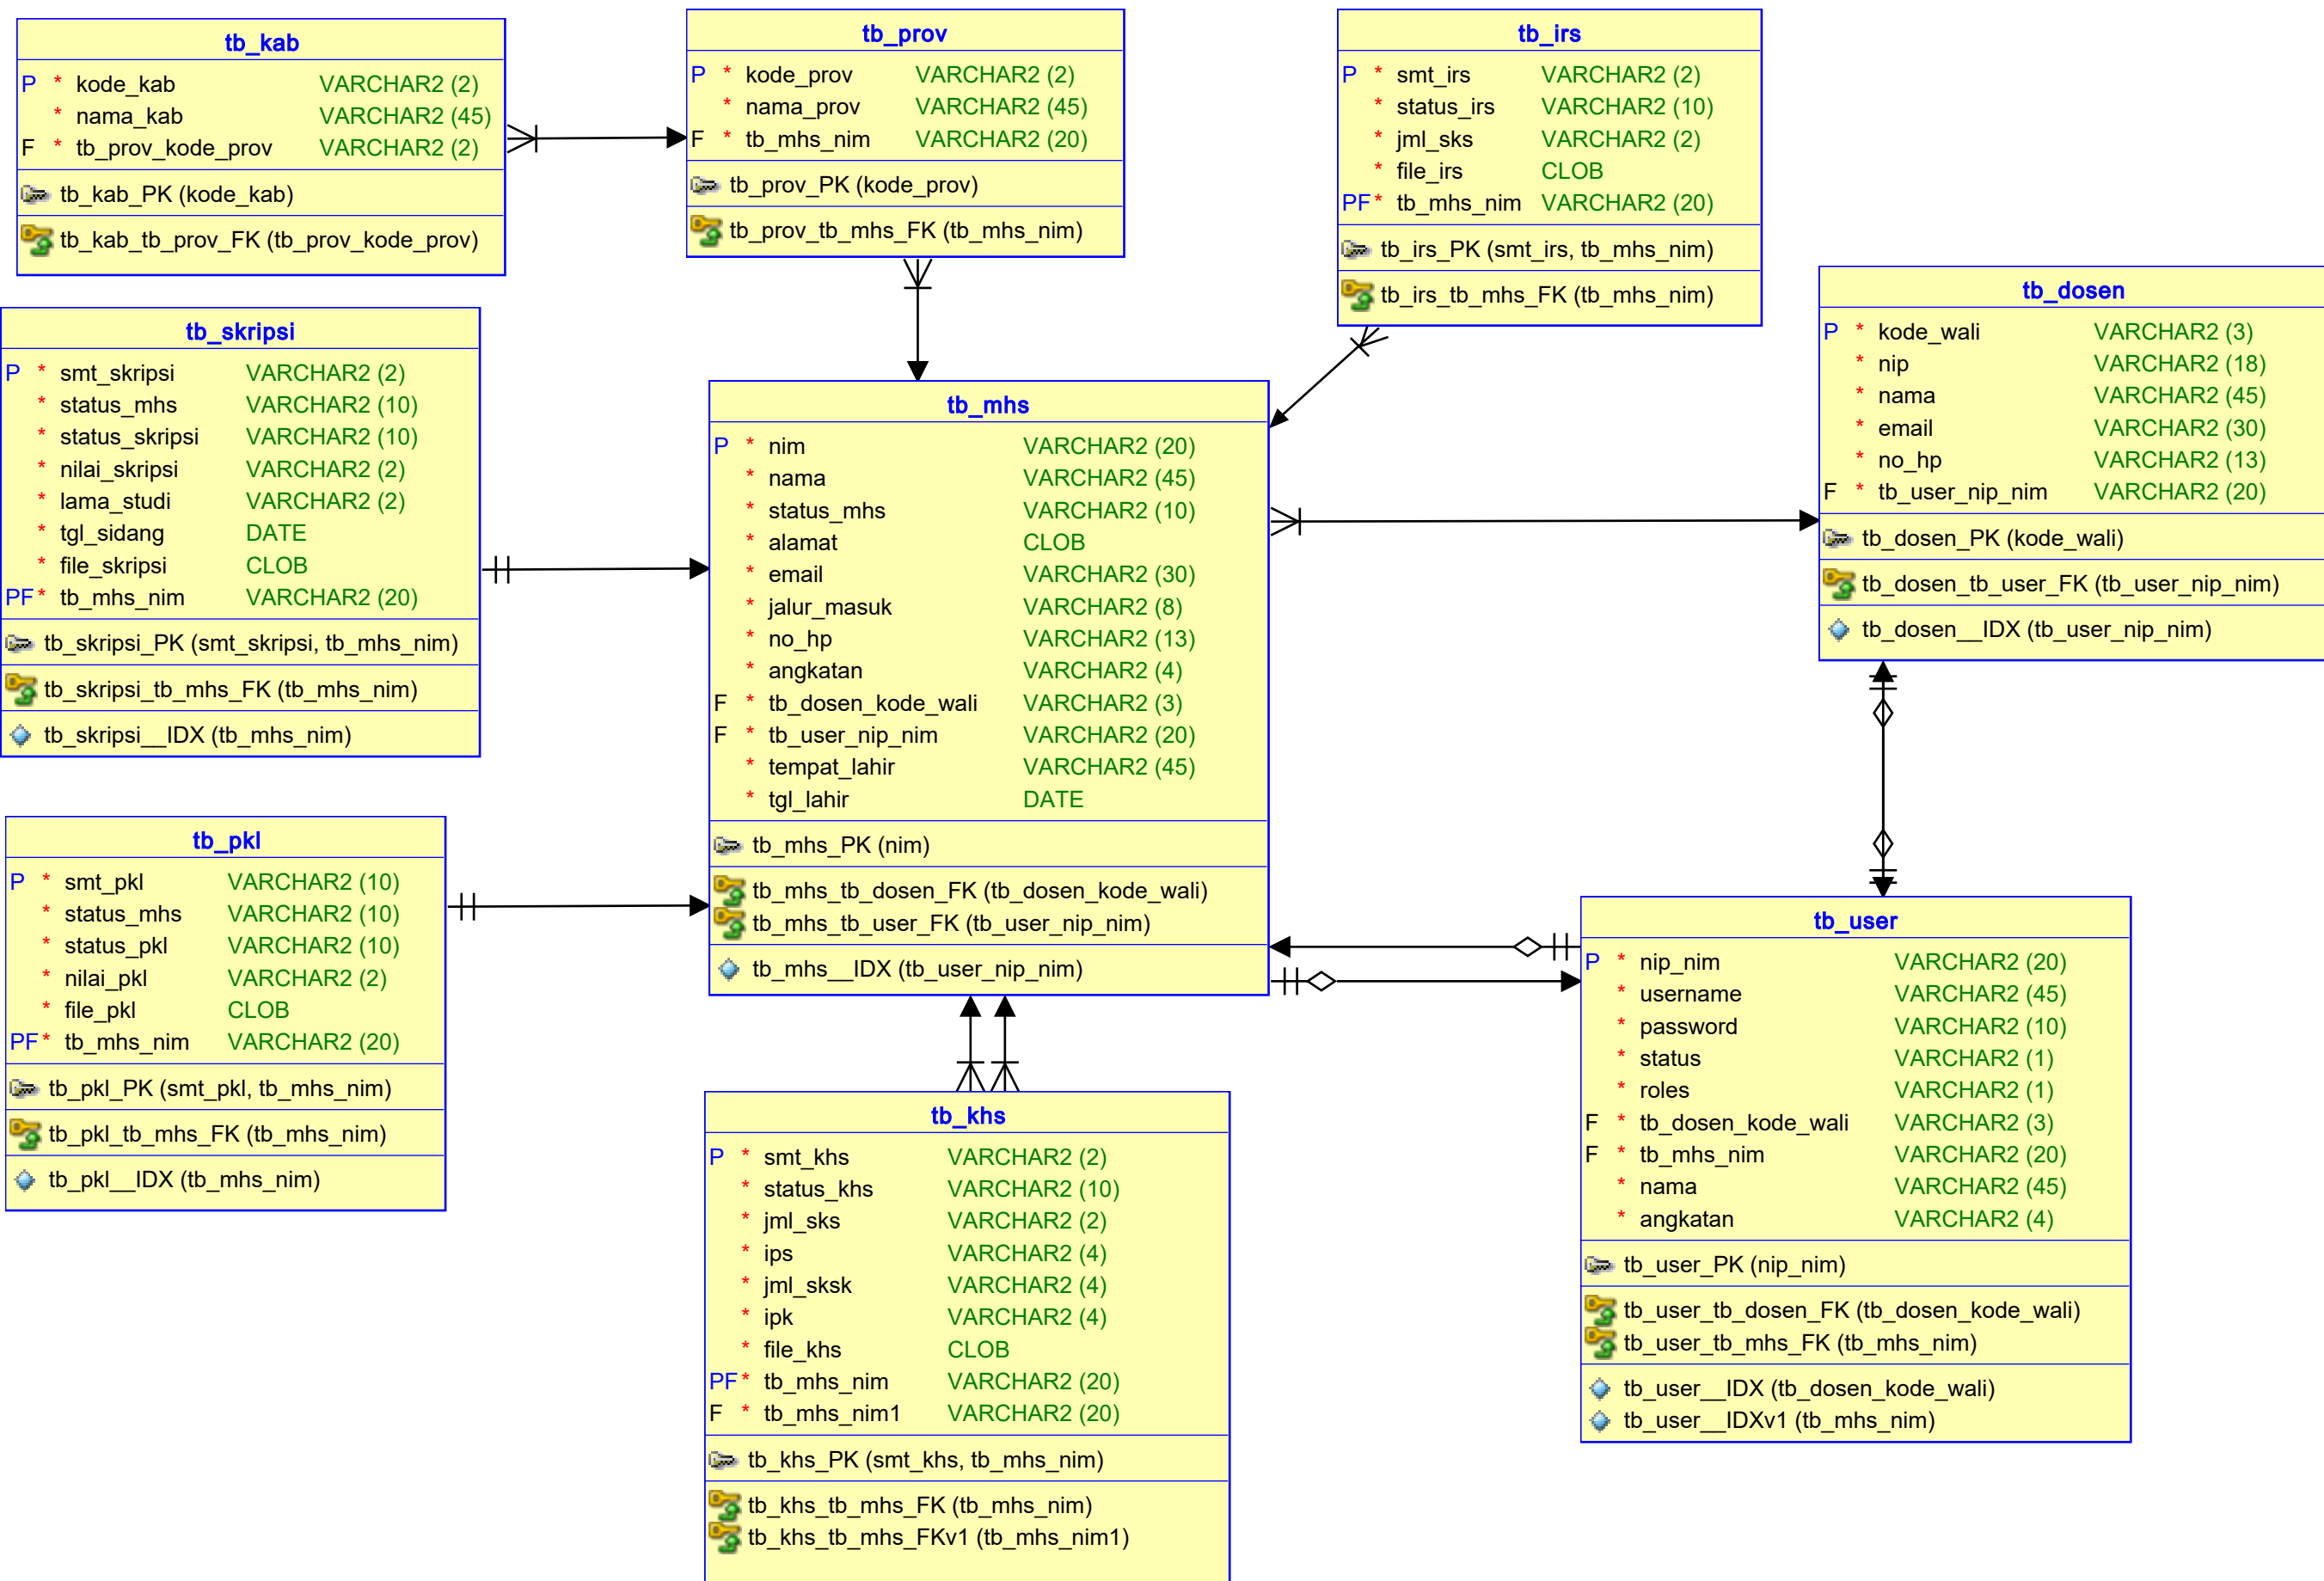 tb_kab
P * kode_kab VARCHAR2 (2)
* nama_kab VARCHAR2 (45)
F * tb_prov_kode_prov VARCHAR2 (2)
tb_kab_PK (kode_kab)
tb_kab_tb_prov_FK (tb_prov_kode_prov)
tb_prov
P * kode_prov VARCHAR2 (2)
* nama_prov VARCHAR2 (45)
F * tb_mhs_nim VARCHAR2 (20)
tb_prov_PK (kode_prov)
tb_prov_tb_mhs_FK (tb_mhs_nim)
tb_irs
P * smt_irs VARCHAR2 (2)
* status_irs VARCHAR2 (10)
* jml_sks VARCHAR2 (2)
* file_irs CLOB
PF * tb_mhs_nim VARCHAR2 (20)
tb_irs_PK (smt_irs, tb_mhs_nim)
tb_irs_tb_mhs_FK (tb_mhs_nim)
tb_dosen
P * kode_wali VARCHAR2 (3)
* nip VARCHAR2 (18)
* nama VARCHAR2 (45)
* email VARCHAR2 (30)
* no_hp VARCHAR2 (13)
F * tb_user_nip_nim VARCHAR2 (20)
tb_dosen_PK (kode_wali)
tb_dosen_tb_user_FK (tb_user_nip_nim)
tb_dosen__IDX (tb_user_nip_nim)
tb_skripsi
P * smt_skripsi VARCHAR2 (2)
* status_mhs VARCHAR2 (10)
* status_skripsi VARCHAR2 (10)
* nilai_skripsi VARCHAR2 (2)
* lama_studi VARCHAR2 (2)
* tgl_sidang DATE
* file_skripsi CLOB
PF * tb_mhs_nim VARCHAR2 (20)
tb_skripsi_PK (smt_skripsi, tb_mhs_nim)
tb_skripsi_tb_mhs_FK (tb_mhs_nim)
tb_skripsi__IDX (tb_mhs_nim)
tb_mhs
P * nim VARCHAR2 (20)
* nama VARCHAR2 (45)
* status_mhs VARCHAR2 (10)
* alamat CLOB
* email VARCHAR2 (30)
* jalur_masuk VARCHAR2 (8)
* no_hp VARCHAR2 (13)
* angkatan VARCHAR2 (4)
F * tb_dosen_kode_wali VARCHAR2 (3)
F * tb_user_nip_nim VARCHAR2 (20)
* tempat_lahir VARCHAR2 (45)
* tgl_lahir DATE
tb_mhs_PK (nim)
tb_mhs_tb_dosen_FK (tb_dosen_kode_wali)
tb_mhs_tb_user_FK (tb_user_nip_nim)
tb_mhs__IDX (tb_user_nip_nim)
tb_pkl
P * smt_pkl VARCHAR2 (10)
* status_mhs VARCHAR2 (10)
* status_pkl VARCHAR2 (10)
* nilai_pkl VARCHAR2 (2)
* file_pkl CLOB
PF * tb_mhs_nim VARCHAR2 (20)
tb_pkl_PK (smt_pkl, tb_mhs_nim)
tb_pkl_tb_mhs_FK (tb_mhs_nim)
tb_pkl__IDX (tb_mhs_nim)
tb_user
P * nip_nim VARCHAR2 (20)
* username VARCHAR2 (45)
* password VARCHAR2 (10)
* status VARCHAR2 (1)
* roles VARCHAR2 (1)
F * tb_dosen_kode_wali VARCHAR2 (3)
F * tb_mhs_nim VARCHAR2 (20)
* nama VARCHAR2 (45)
* angkatan VARCHAR2 (4)
tb_user_PK (nip_nim)
tb_user_tb_dosen_FK (tb_dosen_kode_wali)
tb_user_tb_mhs_FK (tb_mhs_nim)
tb_user__IDX (tb_dosen_kode_wali)
tb_user__IDXv1 (tb_mhs_nim)
tb_khs
P * smt_khs VARCHAR2 (2)
* status_khs VARCHAR2 (10)
* jml_sks VARCHAR2 (2)
* ips VARCHAR2 (4)
* jml_sksk VARCHAR2 (4)
* ipk VARCHAR2 (4)
* file_khs CLOB
PF * tb_mhs_nim VARCHAR2 (20)
F * tb_mhs_nim1 VARCHAR2 (20)
tb_khs_PK (smt_khs, tb_mhs_nim)
tb_khs_tb_mhs_FK (tb_mhs_nim)
tb_khs_tb_mhs_FKv1 (tb_mhs_nim1)